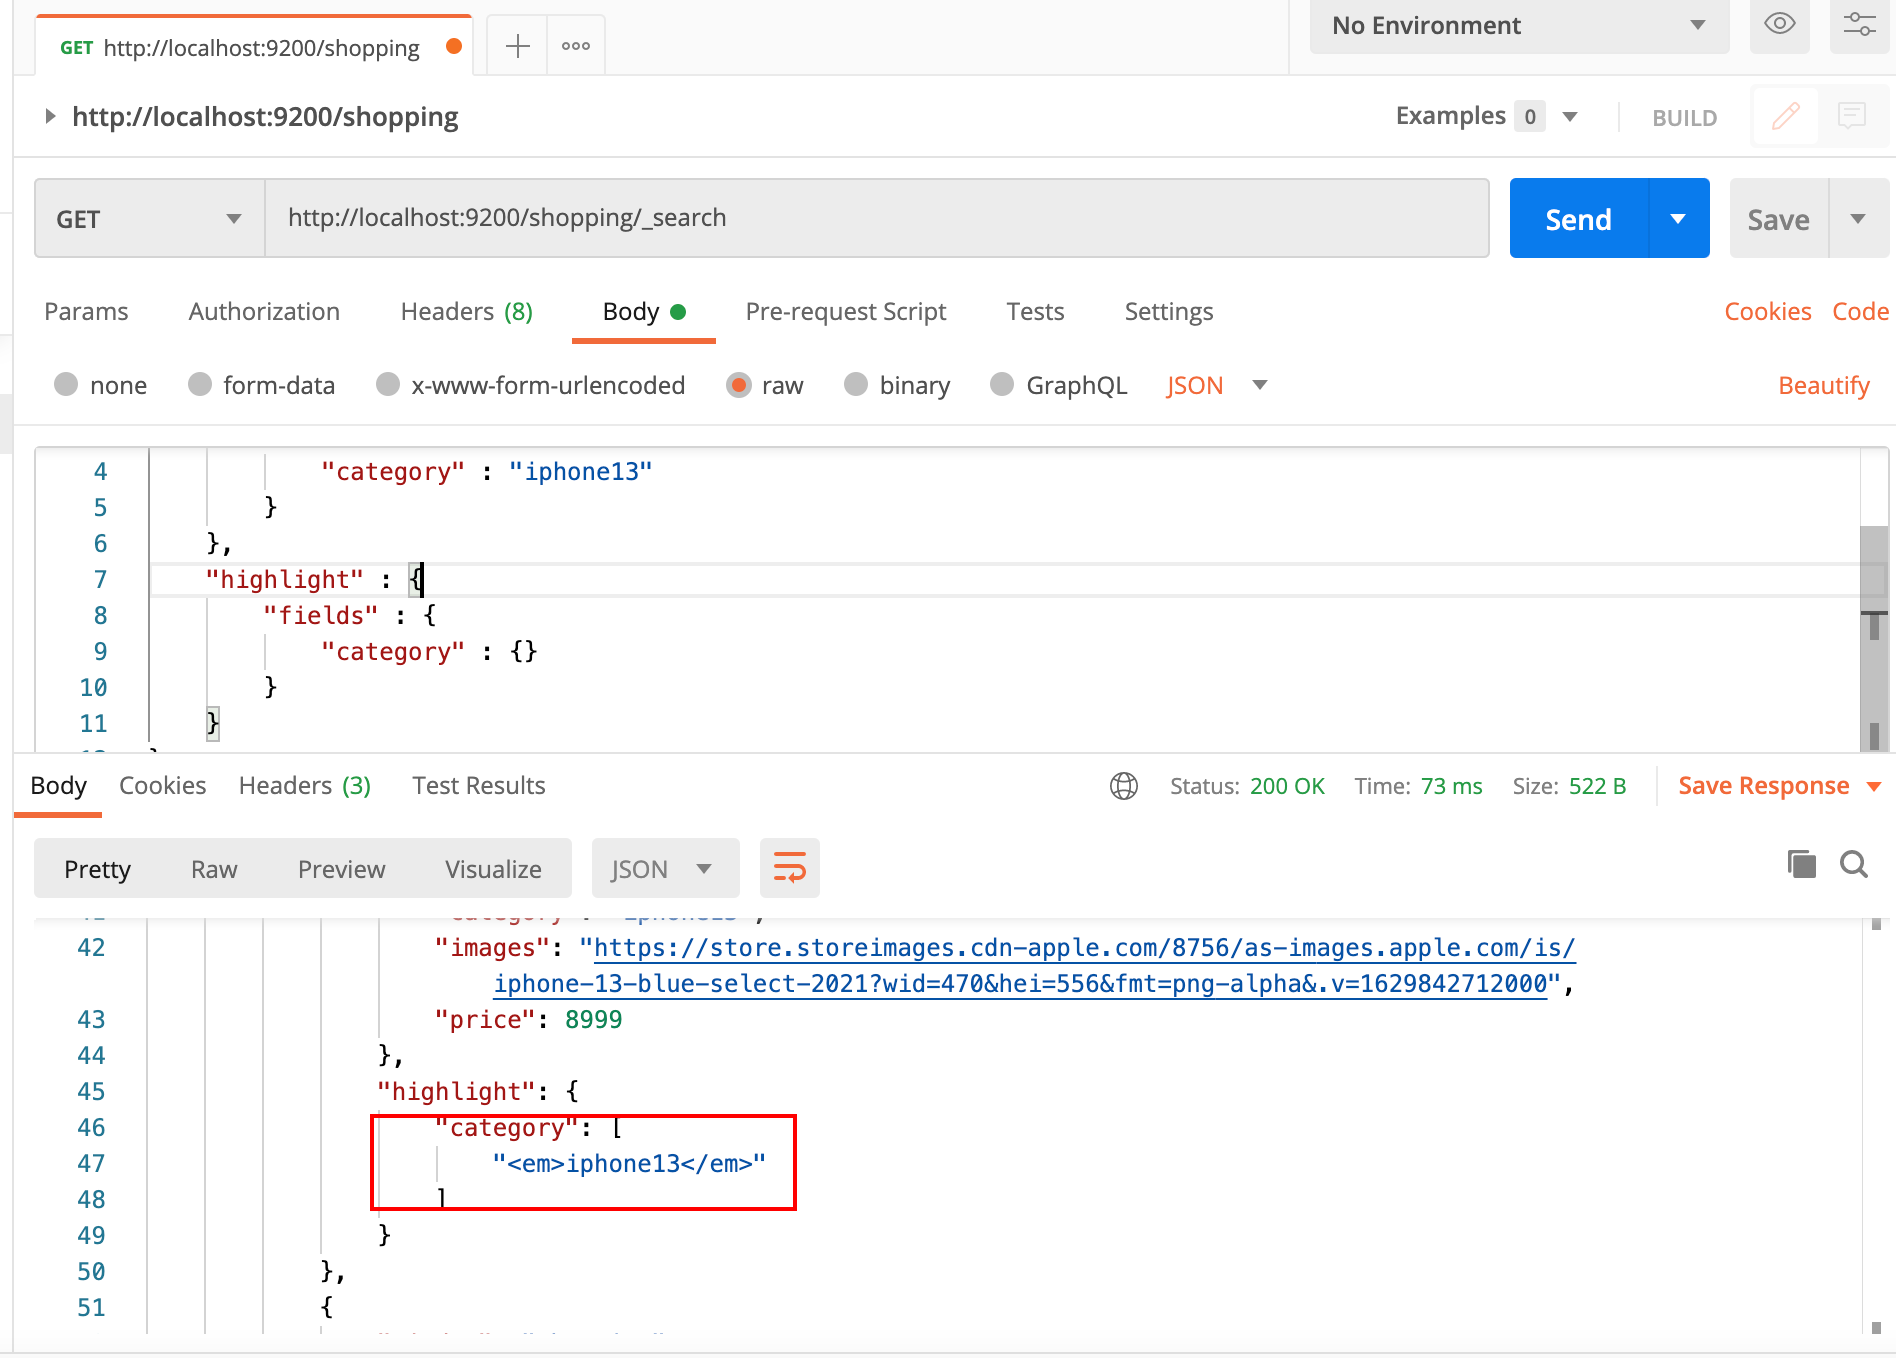 GET http://localhost:9200/shopping
No Environment
http://localhost:9200/shopping
Examples 0
BUILD
GET http://localhost:9200/shopping/_search
Send
Save
Params Authorization Headers (8) Body Pre-request Script Tests Settings Cookies Code
none form-data x-www-form-urlencoded raw binary GraphQL JSON Beautify
4 "category" : "iphone13"
5 }
6 },
7 "highlight" : {
8 "fields" : {
9 "category" : {}
10 }
11 }
Body Cookies Headers (3) Test Results Status: 200 OK Time: 73 ms Size: 522 B Save Response
Pretty Raw Preview Visualize JSON
42 "images": "https://store.storeimages.cdn-apple.com/8756/as-images.apple.com/is/
iphone-13-blue-select-2021?wid=470&hei=556&fmt=png-alpha&.v=1629842712000",
43 "price": 8999
44 },
45 "highlight": {
46 "category": [
47 "<em>iphone13</em>"
48 ]
49 }
50 },
51 {